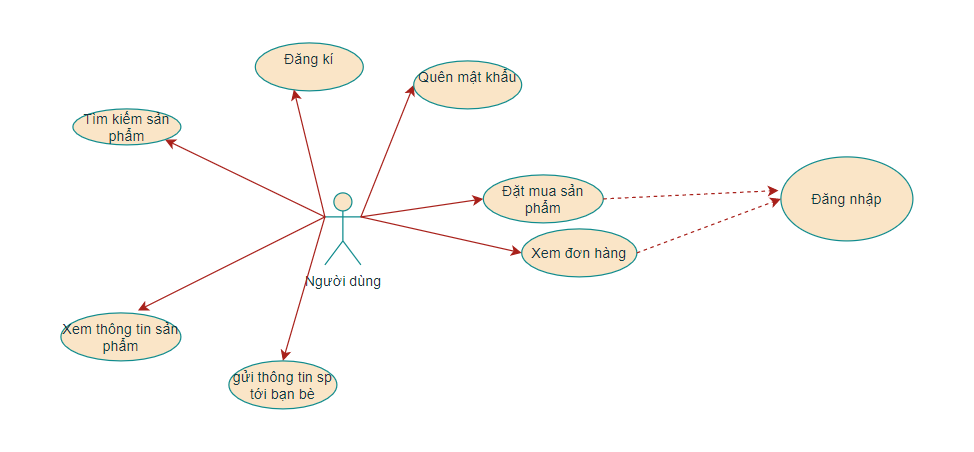 Đăng kí
Quên mật khẩu
Tìm kiếm sản
phẩm
Đặt mua sản
phẩm
Đăng nhập
Xem đơn hàng
Người dùng
Xem thông tin sản
phẩm
gửi thông tin sp
tới bạn bè